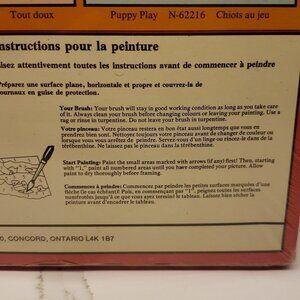 Tout doux Puppy Play N-62216 Chiots au jeu
nstructions pour la peinture
isez attentivement toutes les instructions avant de commencer à peindre
Préparez une surface plane, horizontale et propre et couvrez-la de
ournaux en guise de protection.
Your Brush: Your brush will stay in good working condition as long as you take care
of it. Always clean your brush before changing colours or leaving your painting. Use a
rag or rinse in turpentine. Do not leave your brush in turpentine.
Votre pinceau: Votre pinceau restera en bon état aussi longtemps que vous en
prendrez bien soin. Nettoyez toujours votre pinceau avant de changer de couleur ou
lorsque vous arrêtez de peindre. Servez-vous d'un linge ou rincez-le dans de la
térébenthine. Ne laissez pas le pinceau dans la térébenthine.
Start Painting: Paint the small areas marked with arrows (if any) first! Then, starting
with "1," paint all numbered areas until you have completed your picture. Allow
paint to dry thoroughly before framing.
Commencez à peindre: Commencez par peindre les petites surfaces marquées d'une
flèche (le cas échéant). Puis, en commençant par "1", peignez toutes les surfaces
numérotées jusqu'à ce que vous ayez terminé le tableau. Laissez bien sécher la
peinture avant d'encadrer le tableau.
0, CONCORD, ONTARIO L4K 1B7